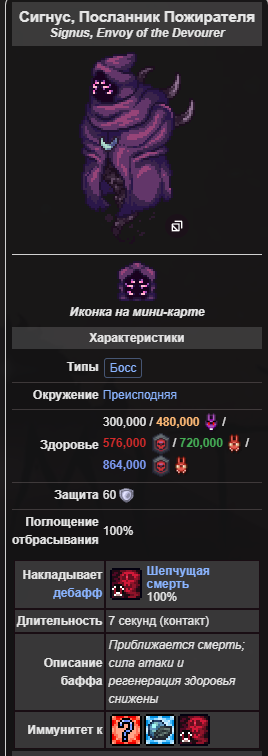 Сигнус, Посланник Пожирателя
Signus, Envoy of the Devourer
Иконка на мини-карте
Характеристики
Типы Босс
Окружение Преисподняя
Здоровье 300,000 / 480,000 /
576,000 / 720,000 /
864,000
Защита 60
Поглощение отбрасывания 100%
Накладывает дебафф Шепчущая
смерть
100%
Длительность 7 секунд (контакт)
Описание баффа Приближается смерть;
сила атаки и
регенерация здоровья
снижены
Иммунитет к